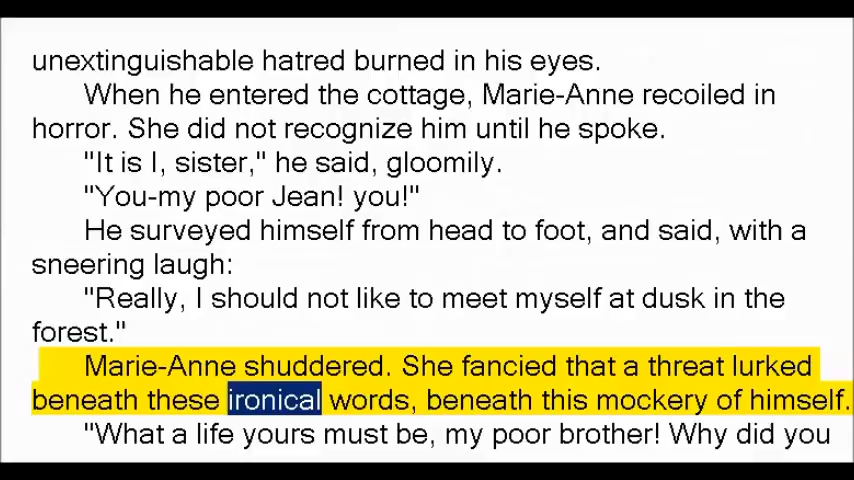 unextinguishable hatred burned in his eyes.
When he entered the cottage, Marie-Anne recoiled in
horror. She did not recognize him until he spoke.
"It is I, sister," he said, gloomily.
"You-my poor Jean! you!"
He surveyed himself from head to foot, and said, with a
sneering laugh:
"Really, I should not like to meet myself at dusk in the
forest."
Marie-Anne shuddered. She fancied that a threat lurked
beneath these ironical words, beneath this mockery of himself.
"What a life yours must be, my poor brother! Why did you